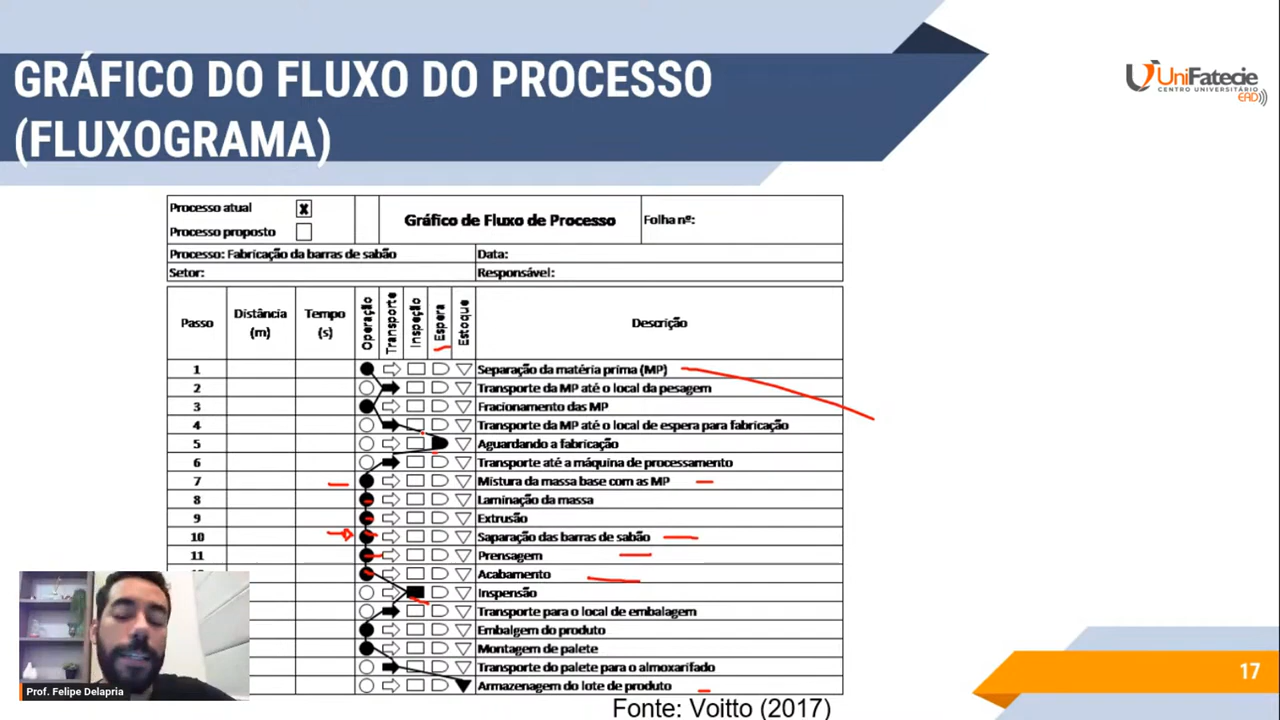 GRÁFICO DO FLUXO DO PROCESSO
(FLUXOGRAMA)
UniFatecie
CENTRO UNIVERSITÁRIO
EAD
Processo atual X
Processo proposto
Gráfico de Fluxo de Processo
Folha nº:
Processo: Fabricação da barras de sabão Data:
Setor: Responsável:
Passo Distância (m) Tempo (s) Operação Transporte Inspeção Espera Estoque Descrição
1 Separação da matéria prima (MP)
2 Transporte da MP até o local da pesagem
3 Fracionamento das MP
4 Transporte da MP até o local de espera para fabricação
5 Aguardando a fabricação
6 Transporte até a máquina de processamento
7 Mistura da massa base com as MP
8 Laminação da massa
9 Extrusão
10 Saparação das barras de sabão
11 Prensagem
Acabamento
Inspensão
Transporte para o local de embalagem
Embalgem do produto
Montagem de palete
Transporte do palete para o almoxarifado
Armazenagem do lote de produto
Fonte: Voitto (2017)
Prof. Felipe Delapria
17